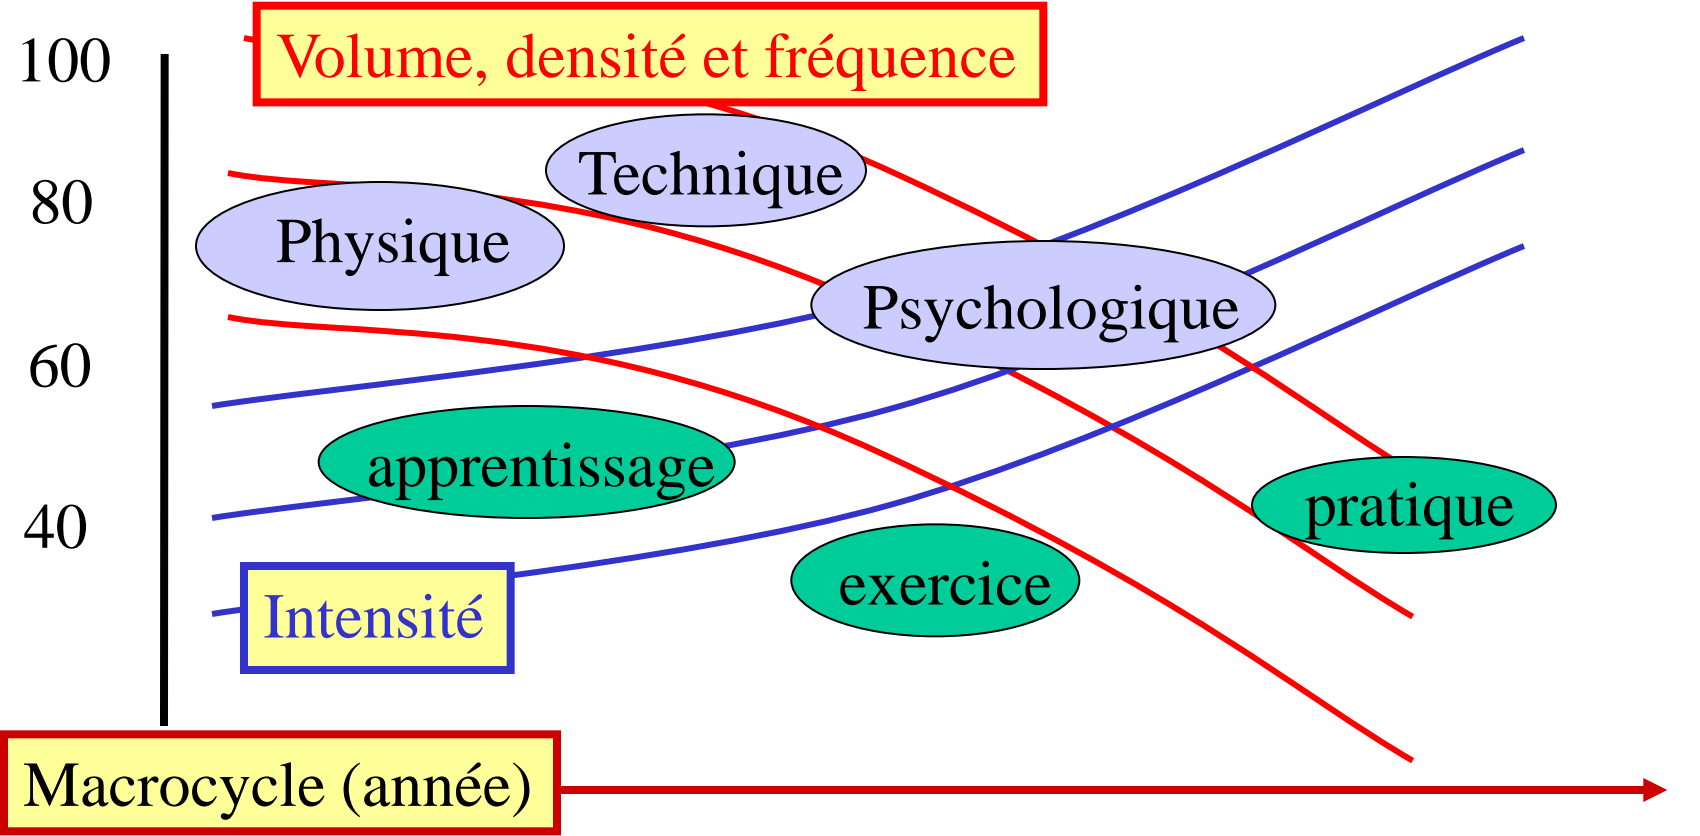 100
Volume, densité et fréquence
Technique
80
Physique
Psychologique
60
apprentissage
pratique
40
exercice
Intensité
Macrocycle (année)